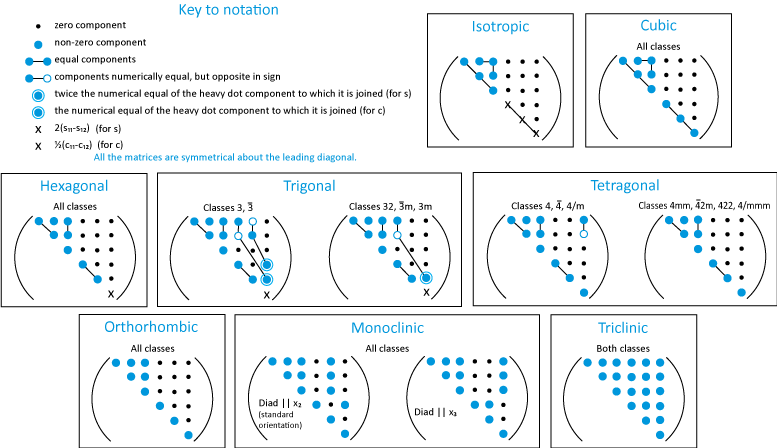 Key to notation
zero component
non-zero component
equal components
components numerically equal, but opposite in sign
twice the numerical equal of the heavy dot component to which it is joined (for s)
the numerical equal of the heavy dot component to which it is joined (for c)
x 2(s₁₁-s₁₂) (for s)
x ½(c₁₁-c₁₂) (for c)
All the matrices are symmetrical about the leading diagonal.
Isotropic
x
x
x
Cubic
All classes
Hexagonal
All classes
x
Trigonal
Classes 3, 3̅
x
Classes 32, 3̅m, 3m
x
Tetragonal
Classes 4, 4̅, 4/m
Classes 4mm, 4̅2m, 422, 4/mmm
Orthorhombic
All classes
Monoclinic
All classes
Diad || x₂
(standard
orientation)
Diad || x₃
Triclinic
Both classes